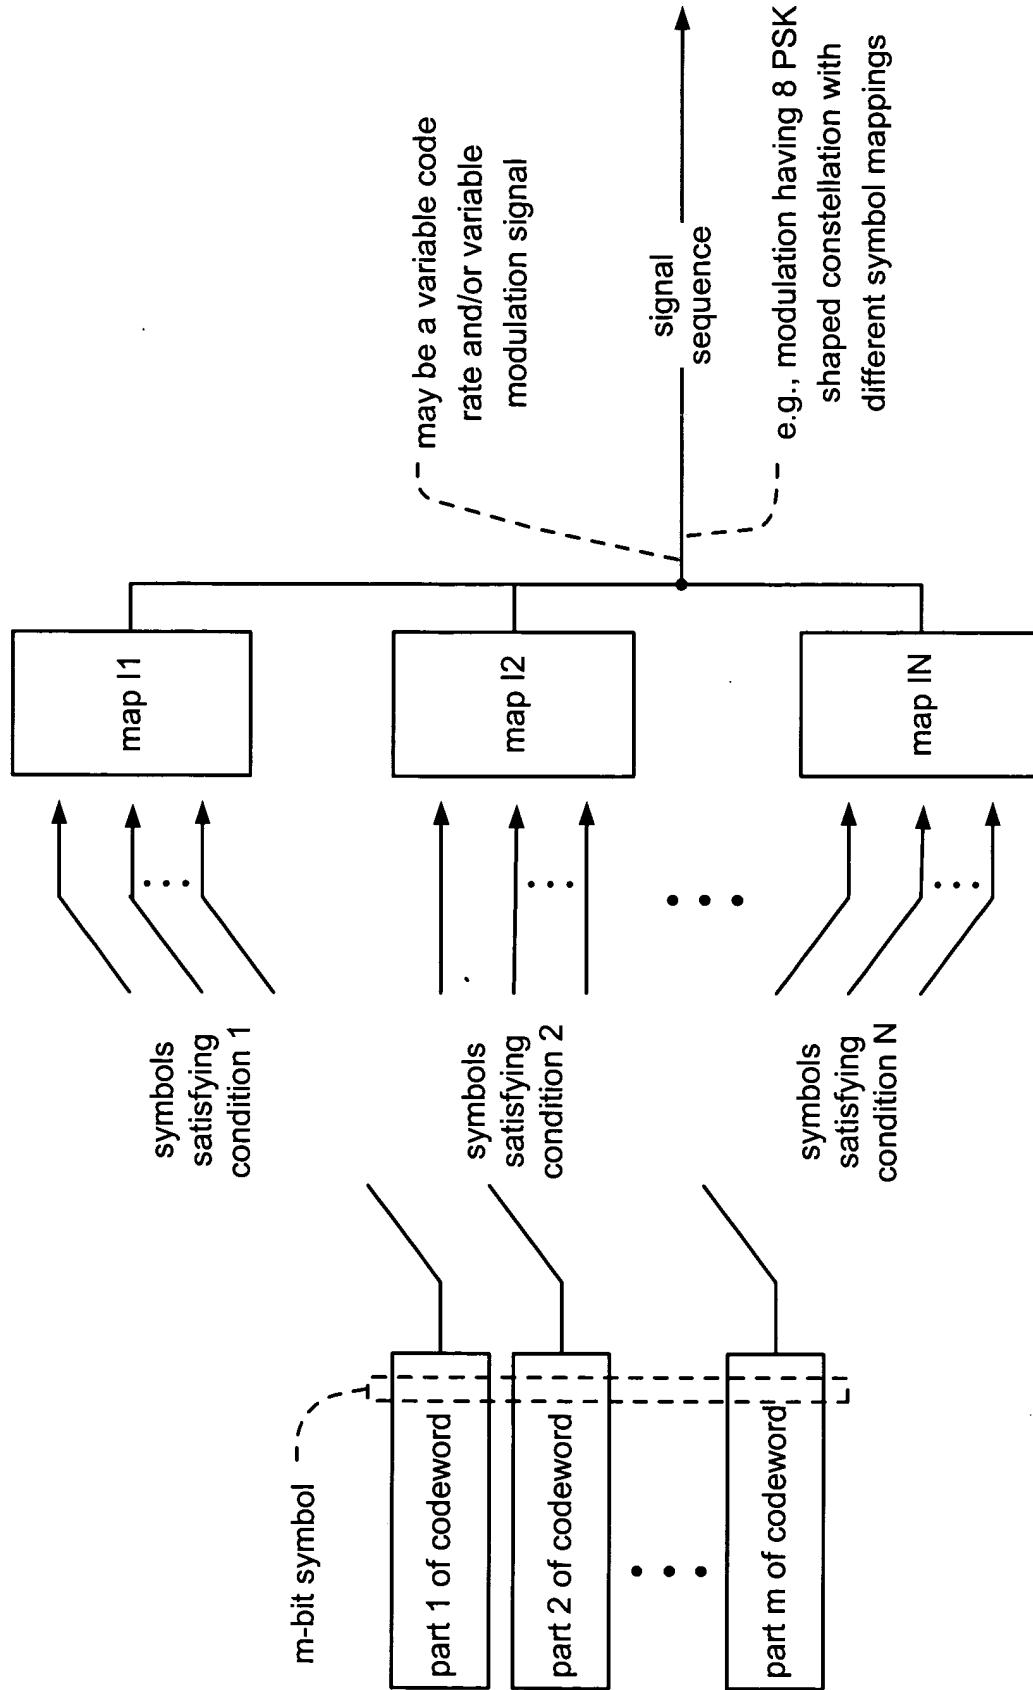 m-bit symbol
part 1 of codeword
part 2 of codeword
part m of codeword
symbols
satisfying
condition 1
symbols
satisfying
condition 2
symbols
satisfying
condition N
map I1
map I2
map IN
may be a variable code
rate and/or variable
modulation signal
signal
sequence
e.g., modulation having 8 PSK
shaped constellation with
different symbol mappings